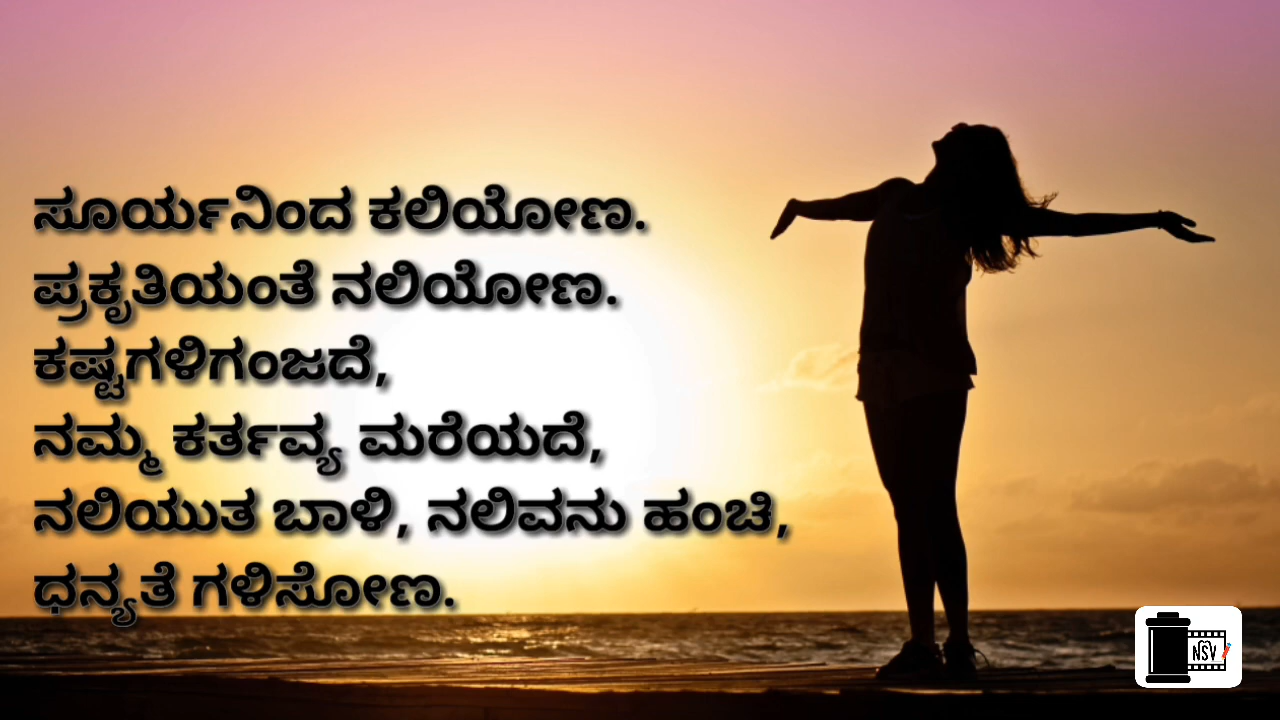 ಸೂರ್ಯನಿಂದ ಕಲಿಯೋಣ.
ಪ್ರಕೃತಿಯಂತೆ ನಲಿಯೋಣ.
ಕಷ್ಟಗಳಿಗಂಜದೆ,
ನಮ್ಮ ಕರ್ತವ್ಯ ಮರೆಯದೆ,
ನಲಿಯುತ ಬಾಳಿ, ನಲಿವನು ಹಂಚಿ,
ಧನ್ಯತೆ ಗಳಿಸೋಣ.
NSV